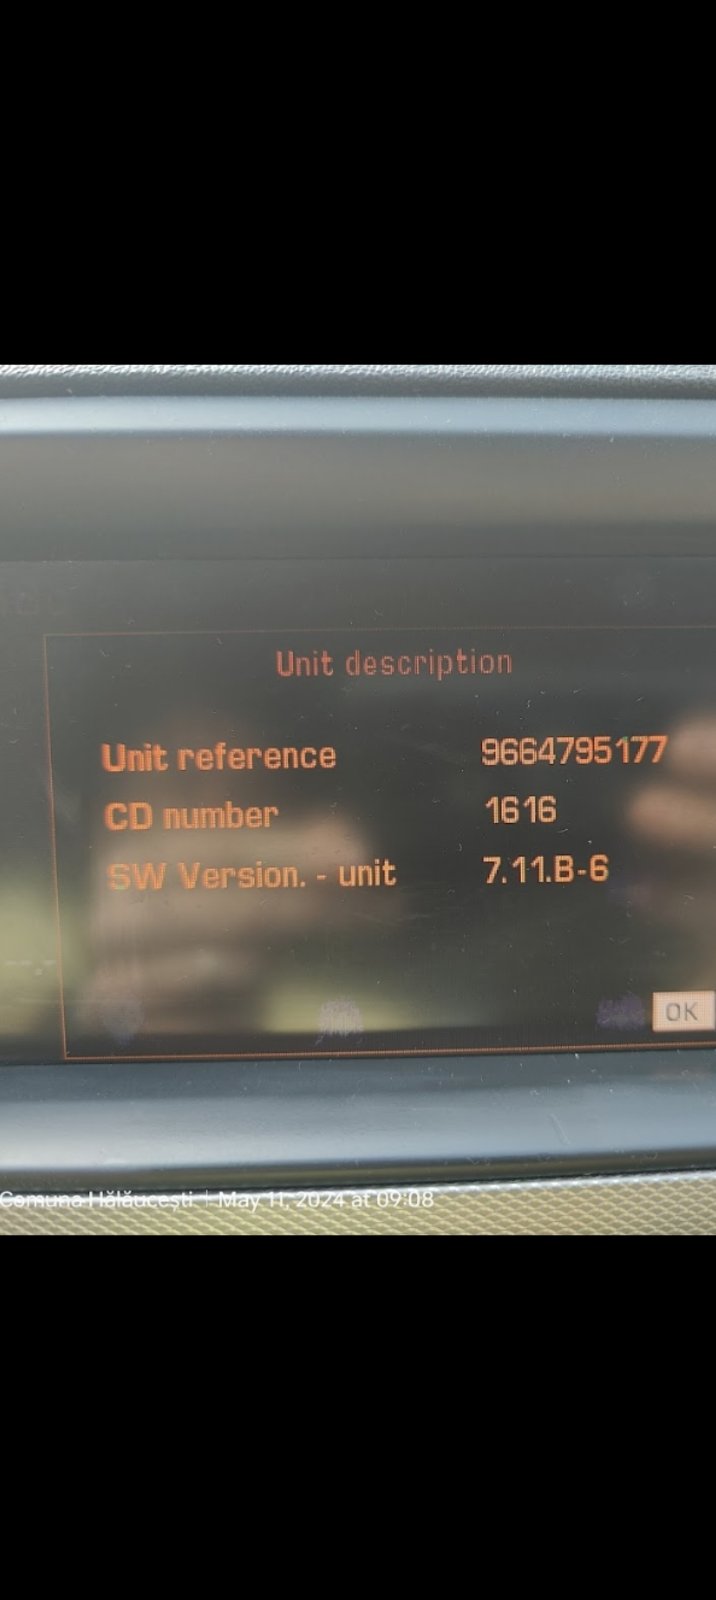 Unit description
Unit reference 9664795177
CD number 1616
SW Version. - unit 7.11.B-6
OK
Comuna Hălăucești | May 11, 2024 at 09:08